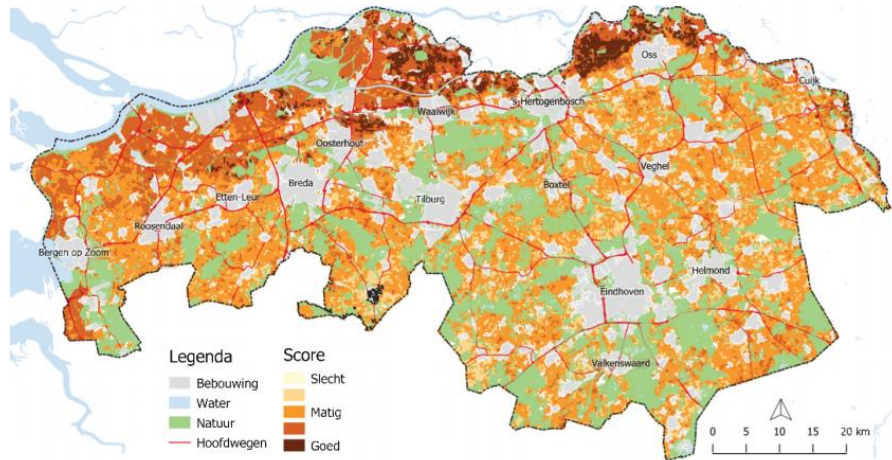 Oss
Cuijk
Waalwijk
's-Hertogenbosch
Oosterhout
Veghel
Breda
Etten-Leur
Boxtel
Tilburg
Roosendaal
Bergen op Zoom
Helmond
Eindhoven
Valkenswaard
Legenda
Bebouwing
Water
Natuur
Hoofdwegen
Score
Slecht
Matig
Goed
0 5 10 15 20 km